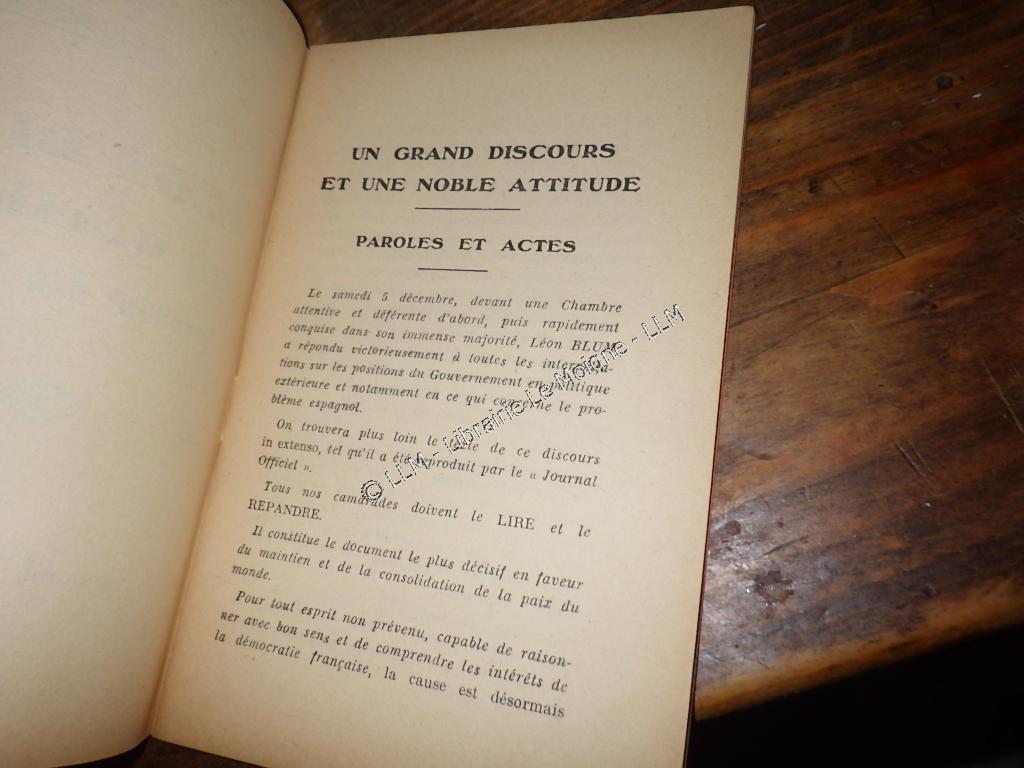 UN GRAND DISCOURS
ET UNE NOBLE ATTITUDE
PAROLES ET ACTES
Le samedi 5 décembre, devant une Chambre
attentive et déférente d'abord, puis rapidement
conquise dans son immense majorité, Léon BLUM
a répondu victorieusement à toutes les interpella-
tions sur les positions du Gouvernement en politique
extérieure et notamment en ce qui concerne le pro-
blème espagnol.
On trouvera plus loin le texte de ce discours
in extenso, tel qu'il a été reproduit par le « Journal
Officiel ».
Tous nos camarades doivent le LIRE et le
REPANDRE.
Il constitue le document le plus décisif en faveur
du maintien et de la consolidation de la paix du
monde.
Pour tout esprit non prévenu, capable de raison-
ner avec bon sens et de comprendre les intérêts de
la démocratie française, la cause est désormais
© LLM - Librairie Le Moigne - LLM